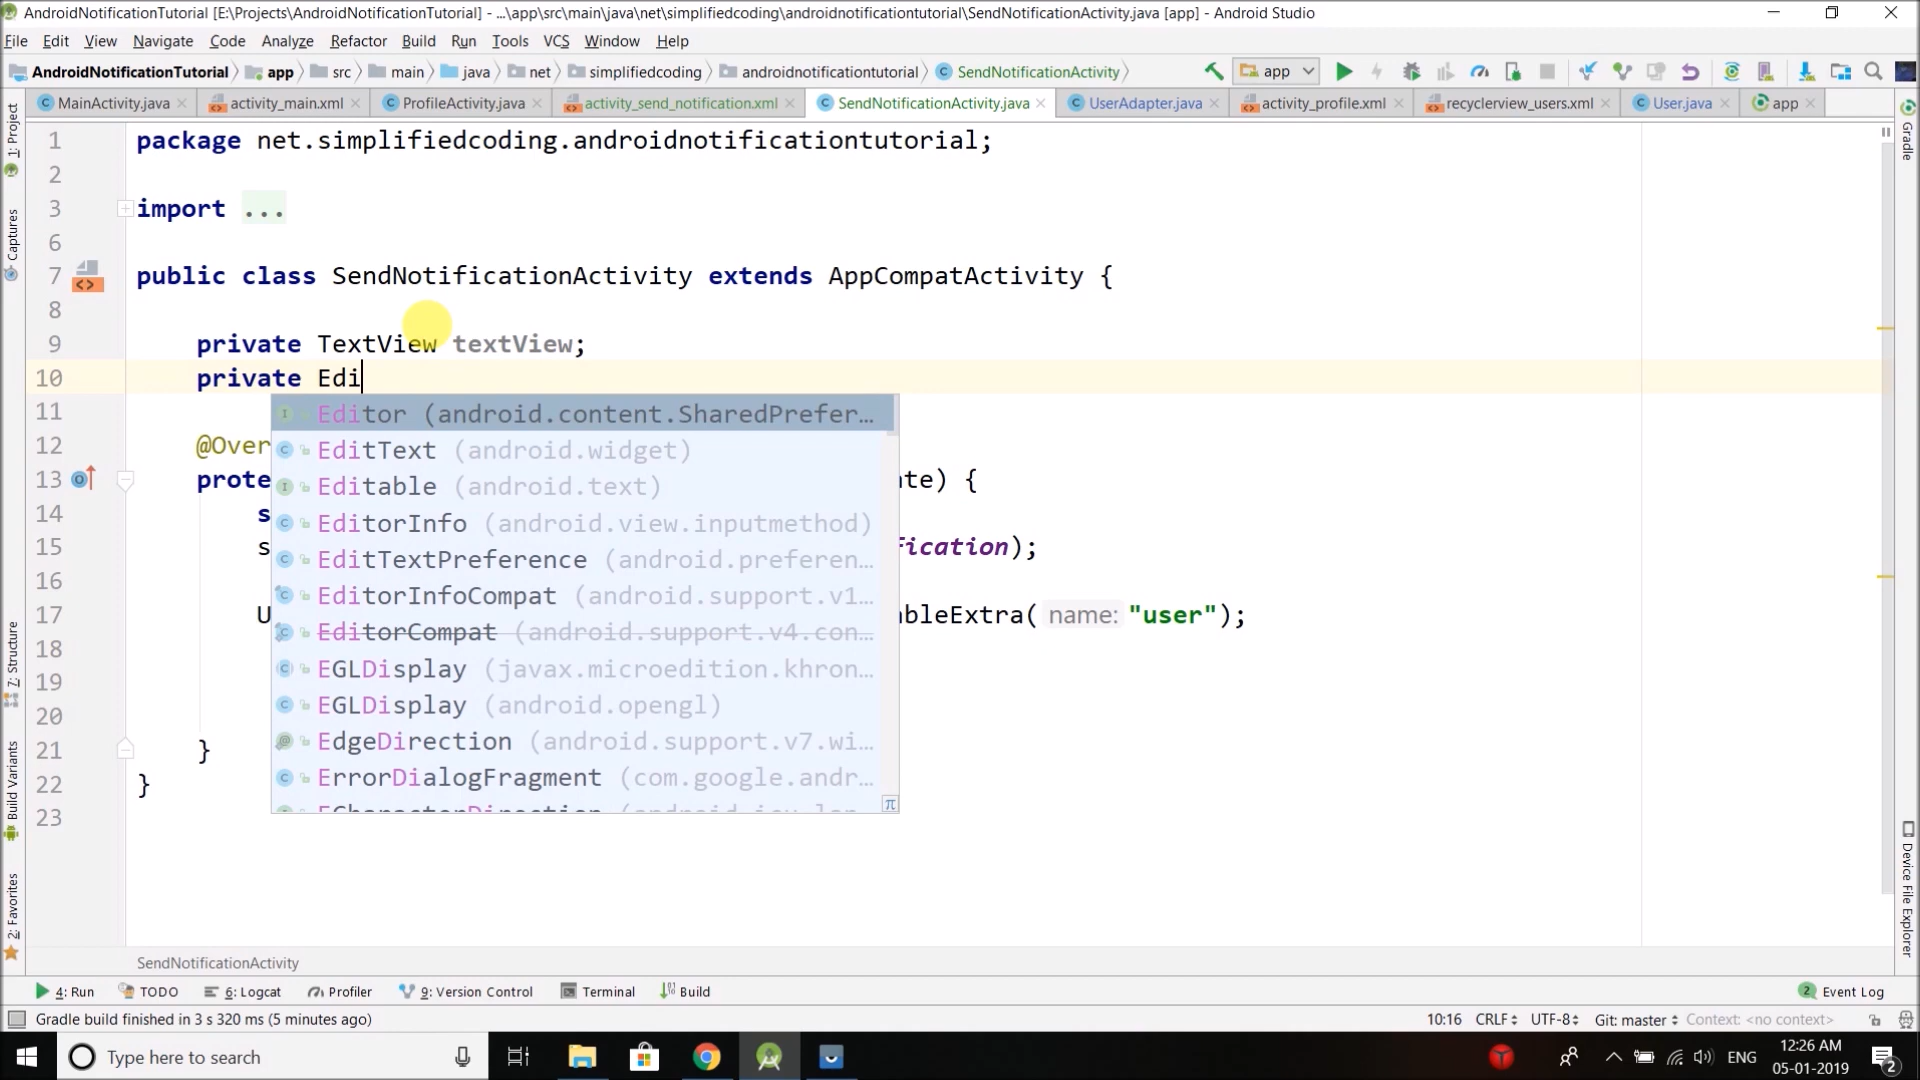 AndroidNotificationTutorial [E:\Projects\AndroidNotificationTutorial] - ...\app\src\main\java\net\simplifiedcoding\androidnotificationtutorial\SendNotificationActivity.java [app] - Android Studio
File Edit View Navigate Code Analyze Refactor Build Run Tools VCS Window Help
AndroidNotificationTutorial app src main java net simplifiedcoding androidnotificationtutorial SendNotificationActivity app
MainActivity.java activity_main.xml ProfileActivity.java activity_send_notification.xml SendNotificationActivity.java UserAdapter.java activity_profile.xml recyclerview_users.xml User.java app
1: Project
Captures
7: Structure
Build Variants
2: Favorites
Gradle
Device File Explorer
1 package net.simplifiedcoding.androidnotificationtutorial;
2
3 import ...
6
7 public class SendNotificationActivity extends AppCompatActivity {
8
9 private TextView textView;
10 private Edi
11 Editor (android.content.SharedPrefer...
EditText (android.widget)
12 @Over
Editable (android.text)
13 prote ate) {
14 s
EditorInfo (android.view.inputmethod)
15 s fication);
EditTextPreference (android.preferen...
16
EditorInfoCompat (android.support.v1...
17 U ableExtra( name: "user");
EditorCompat (android.support.v4.con...
18
EGLDisplay (javax.microedition.khron...
19
EGLDisplay (android.opengl)
20
EdgeDirection (android.support.v7.wi...
21 }
ErrorDialogFragment (com.google.andr...
22 }
23
SendNotificationActivity
4: Run TODO 6: Logcat Profiler 9: Version Control Terminal Build 2 Event Log
Gradle build finished in 3 s 320 ms (5 minutes ago) 10:16 CRLF UTF-8 Git: master Context: <no context>
Type here to search ENG 12:26 AM
05-01-2019 2